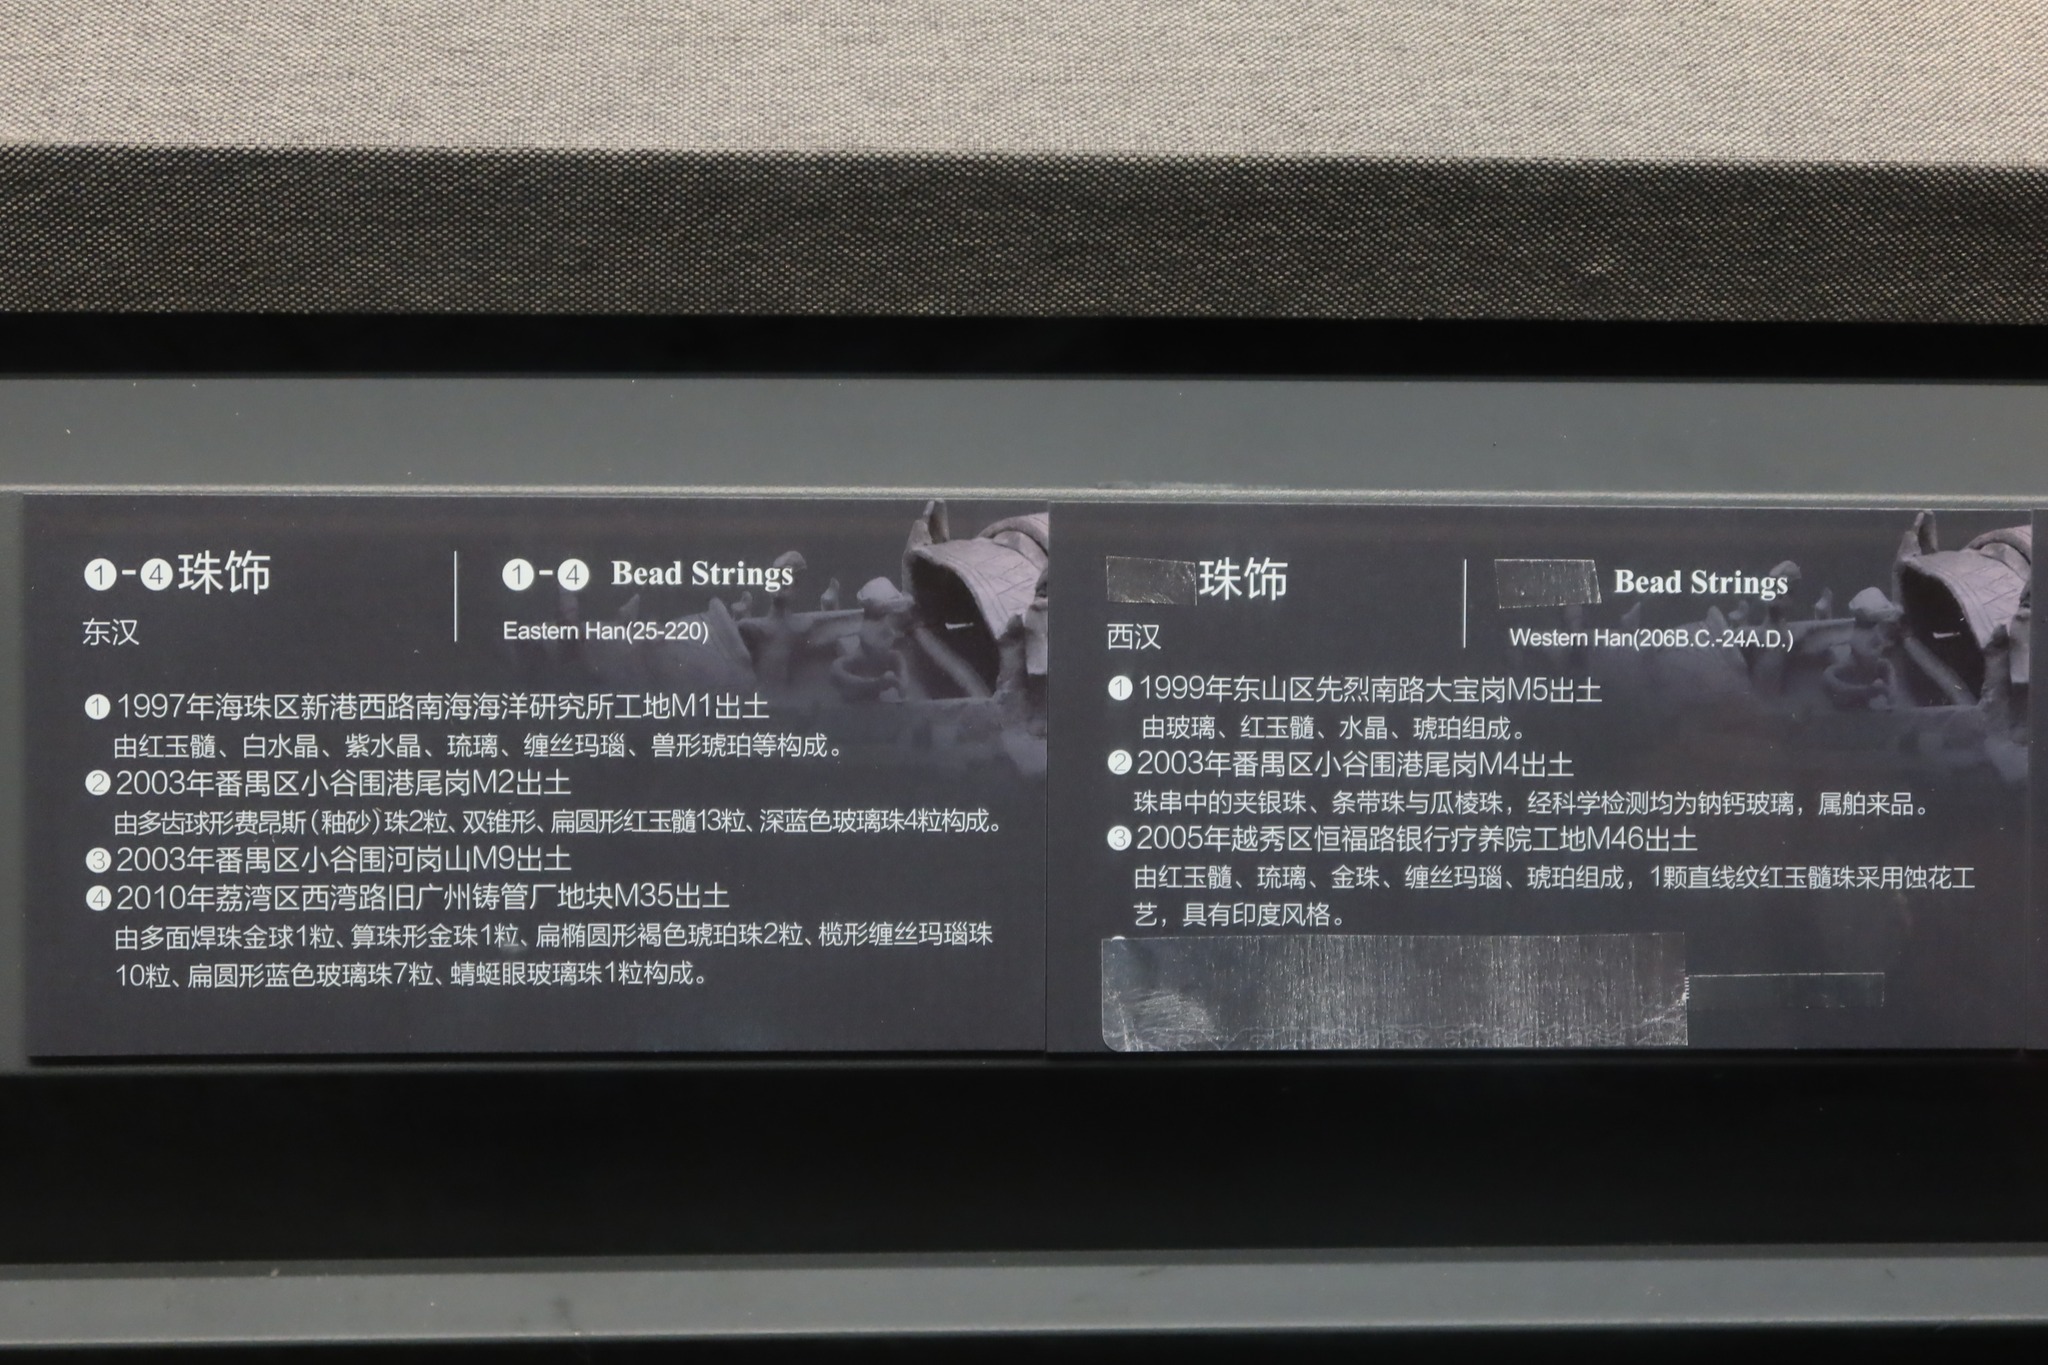 ❶-❹珠饰
东汉
❶-❹ Bead Strings
Eastern Han(25-220)
❶1997年海珠区新港西路南海海洋研究所工地M1出土
由红玉髓、白水晶、紫水晶、琉璃、缠丝玛瑙、兽形琥珀等构成。
❷2003年番禺区小谷围港尾岗M2出土
由多齿球形费昂斯（釉砂）珠2粒、双锥形、扁圆形红玉髓13粒、深蓝色玻璃珠4粒构成。
❸2003年番禺区小谷围河岗山M9出土
❹2010年荔湾区西湾路旧广州铸管厂地块M35出土
由多面焊珠金球1粒、算珠形金珠1粒、扁椭圆形褐色琥珀珠2粒、榄形缠丝玛瑙珠
10粒、扁圆形蓝色玻璃珠7粒、蜻蜓眼玻璃珠1粒构成。
珠饰
西汉
Bead Strings
Western Han(206B.C.-24A.D.)
❶1999年东山区先烈南路大宝岗M5出土
由玻璃、红玉髓、水晶、琥珀组成。
❷2003年番禺区小谷围港尾岗M4出土
珠串中的夹银珠、条带珠与瓜棱珠，经科学检测均为钠钙玻璃，属舶来品。
❸2005年越秀区恒福路银行疗养院工地M46出土
由红玉髓、琉璃、金珠、缠丝玛瑙、琥珀组成，1颗直线纹红玉髓珠采用蚀花工
艺，具有印度风格。